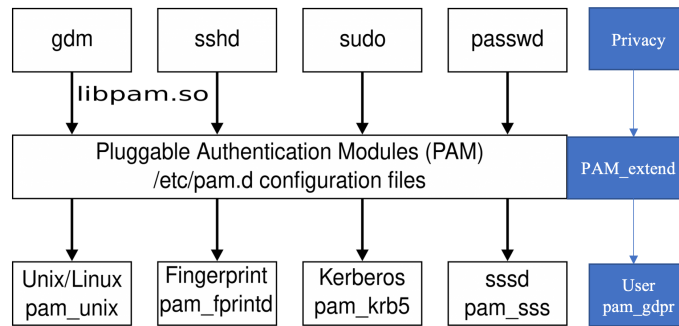 gdm
sshd
sudo
passwd
Privacy
libpam.so
Pluggable Authentication Modules (PAM)
/etc/pam.d configuration files
PAM_extend
Unix/Linux
pam_unix
Fingerprint
pam_fprintd
Kerberos
pam_krb5
sssd
pam_sss
User
pam_gdpr